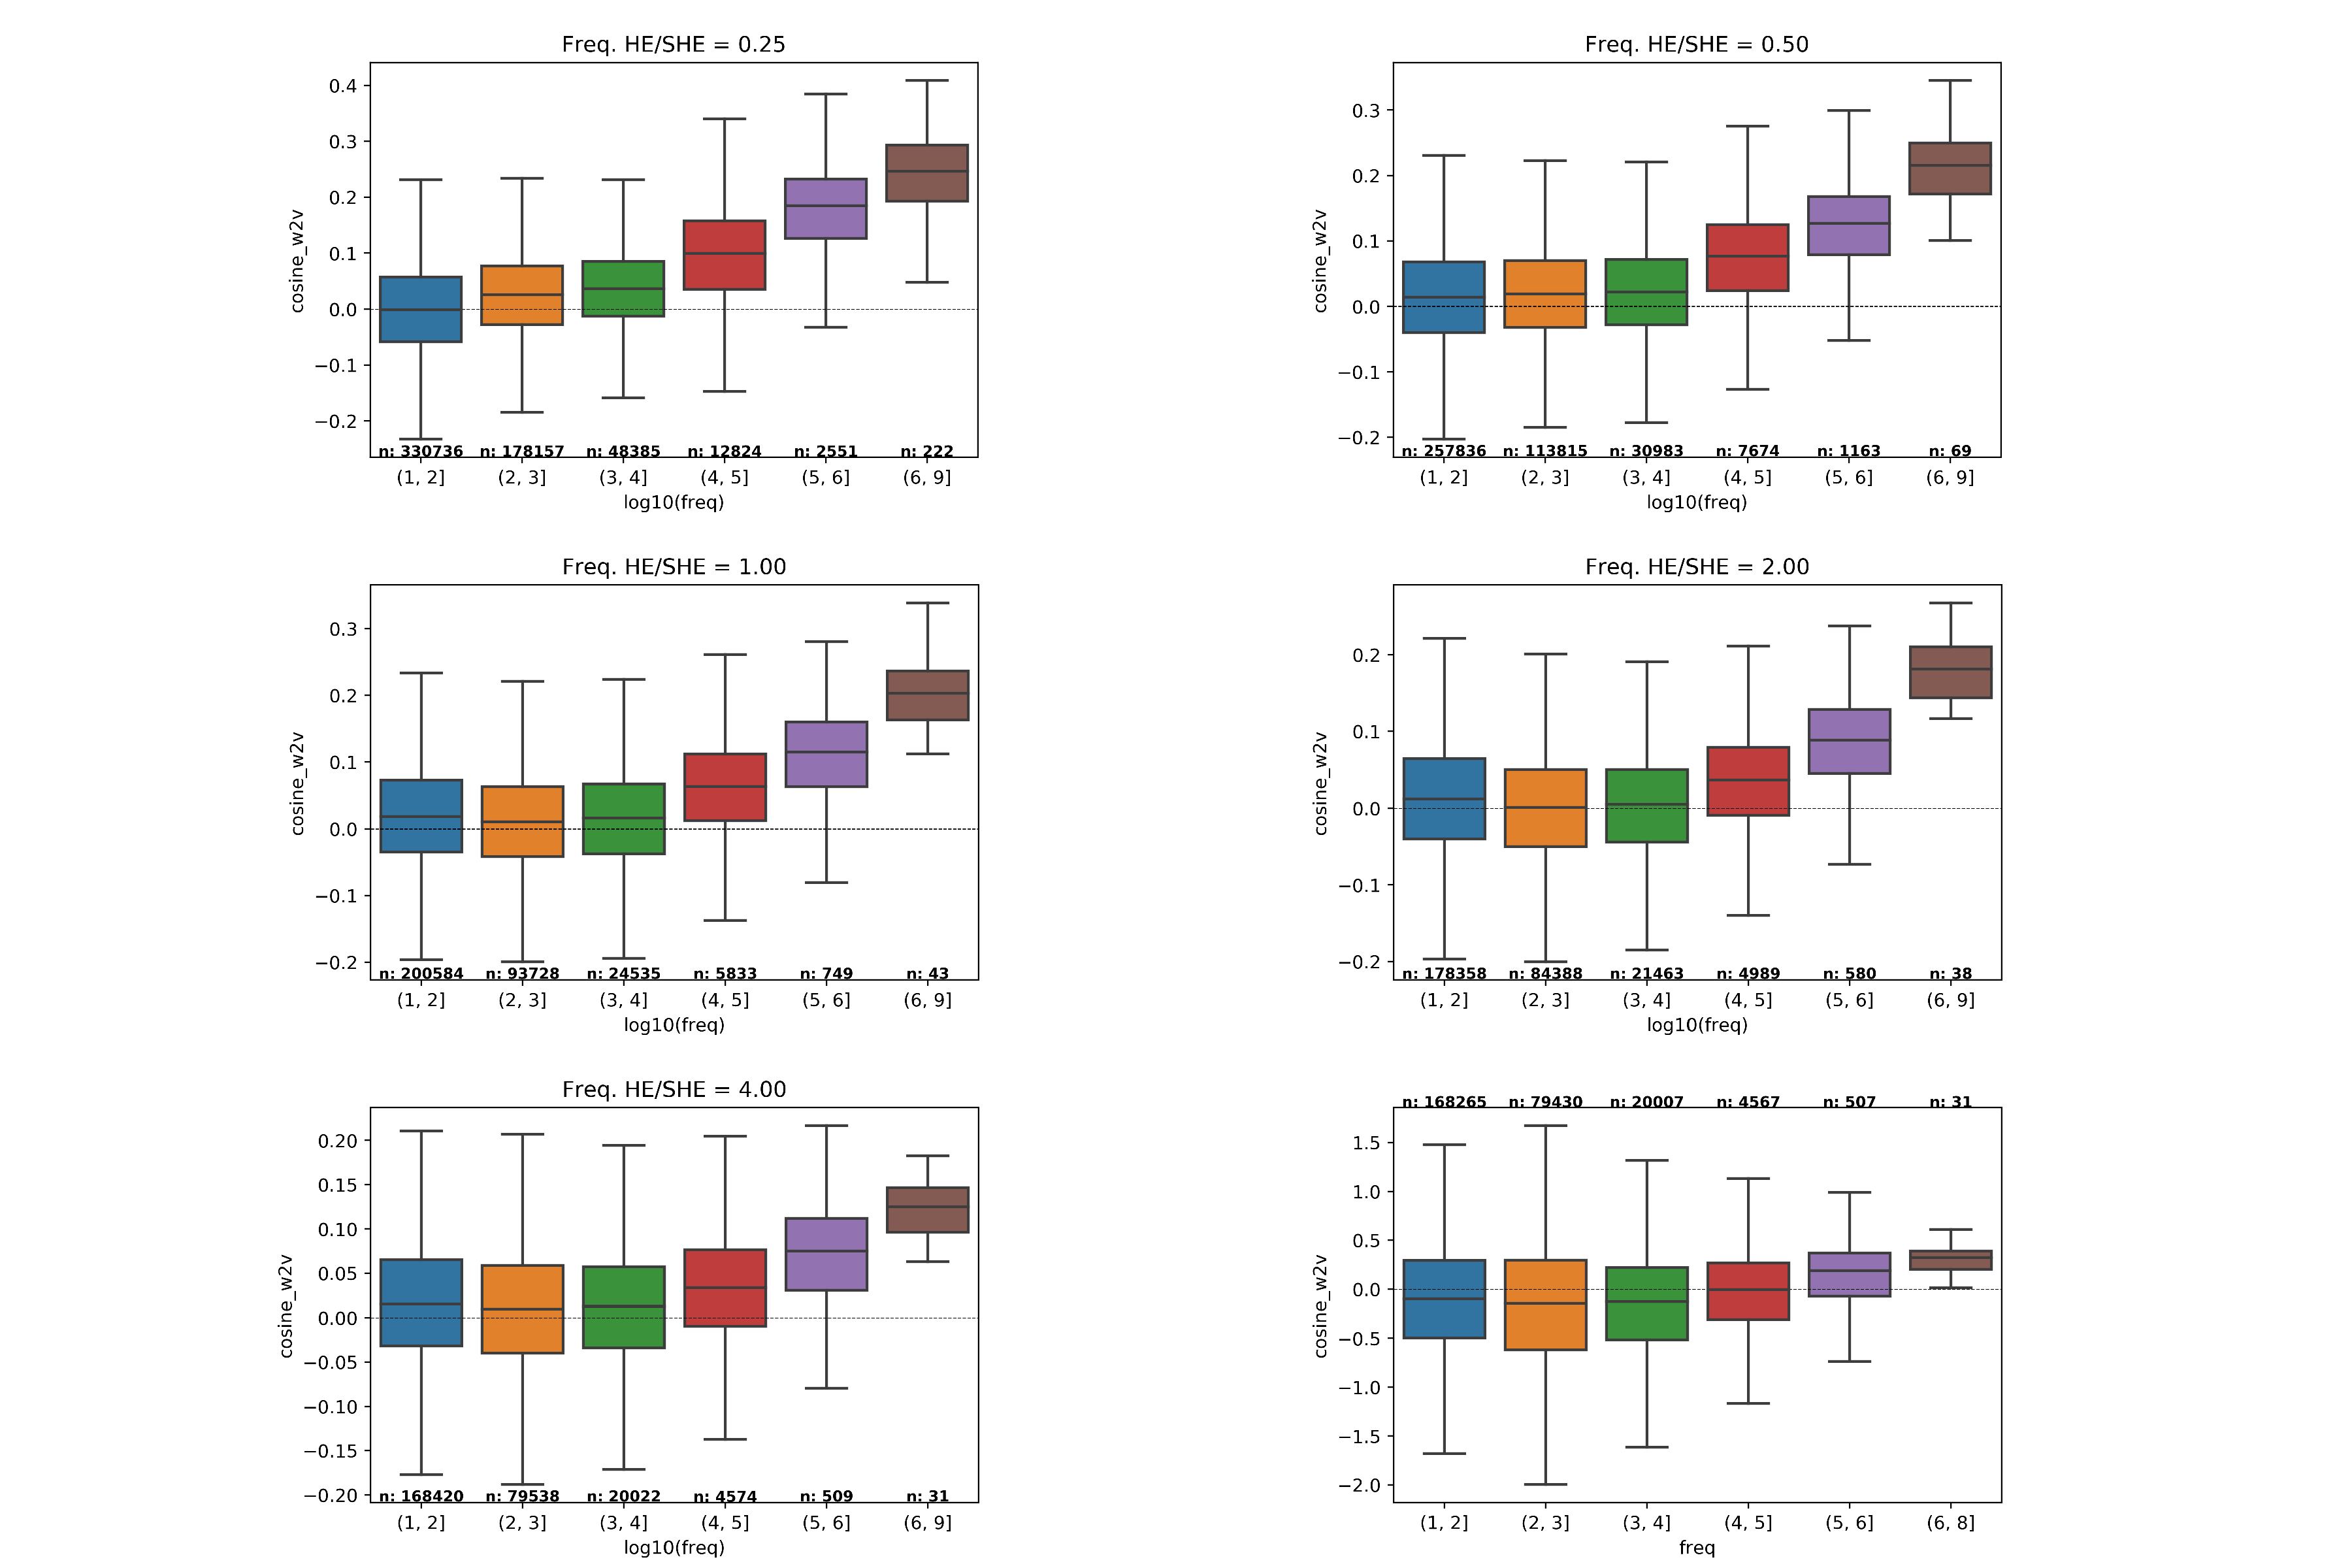 Freq. HE/SHE = 0.25
0.4
0.3
0.2
0.1
0.0
−0.1
−0.2
cosine_w2v
n: 330736 n: 178157 n: 48385 n: 12824 n: 2551 n: 222
(1, 2] (2, 3] (3, 4] (4, 5] (5, 6] (6, 9]
log10(freq)
Freq. HE/SHE = 0.50
0.3
0.2
0.1
0.0
−0.1
−0.2
cosine_w2v
n: 257836 n: 113815 n: 30983 n: 7674 n: 1163 n: 69
(1, 2] (2, 3] (3, 4] (4, 5] (5, 6] (6, 9]
log10(freq)
Freq. HE/SHE = 1.00
0.3
0.2
0.1
0.0
−0.1
−0.2
cosine_w2v
n: 200584 n: 93728 n: 24535 n: 5833 n: 749 n: 43
(1, 2] (2, 3] (3, 4] (4, 5] (5, 6] (6, 9]
log10(freq)
Freq. HE/SHE = 2.00
0.2
0.1
0.0
−0.1
−0.2
cosine_w2v
n: 178358 n: 84388 n: 21463 n: 4989 n: 580 n: 38
(1, 2] (2, 3] (3, 4] (4, 5] (5, 6] (6, 9]
log10(freq)
Freq. HE/SHE = 4.00
0.20
0.15
0.10
0.05
0.00
−0.05
−0.10
−0.15
−0.20
cosine_w2v
n: 168420 n: 79538 n: 20022 n: 4574 n: 509 n: 31
(1, 2] (2, 3] (3, 4] (4, 5] (5, 6] (6, 9]
log10(freq)
n: 168265 n: 79430 n: 20007 n: 4567 n: 507 n: 31
1.5
1.0
0.5
0.0
−0.5
−1.0
−1.5
−2.0
cosine_w2v
(1, 2] (2, 3] (3, 4] (4, 5] (5, 6] (6, 8]
freq